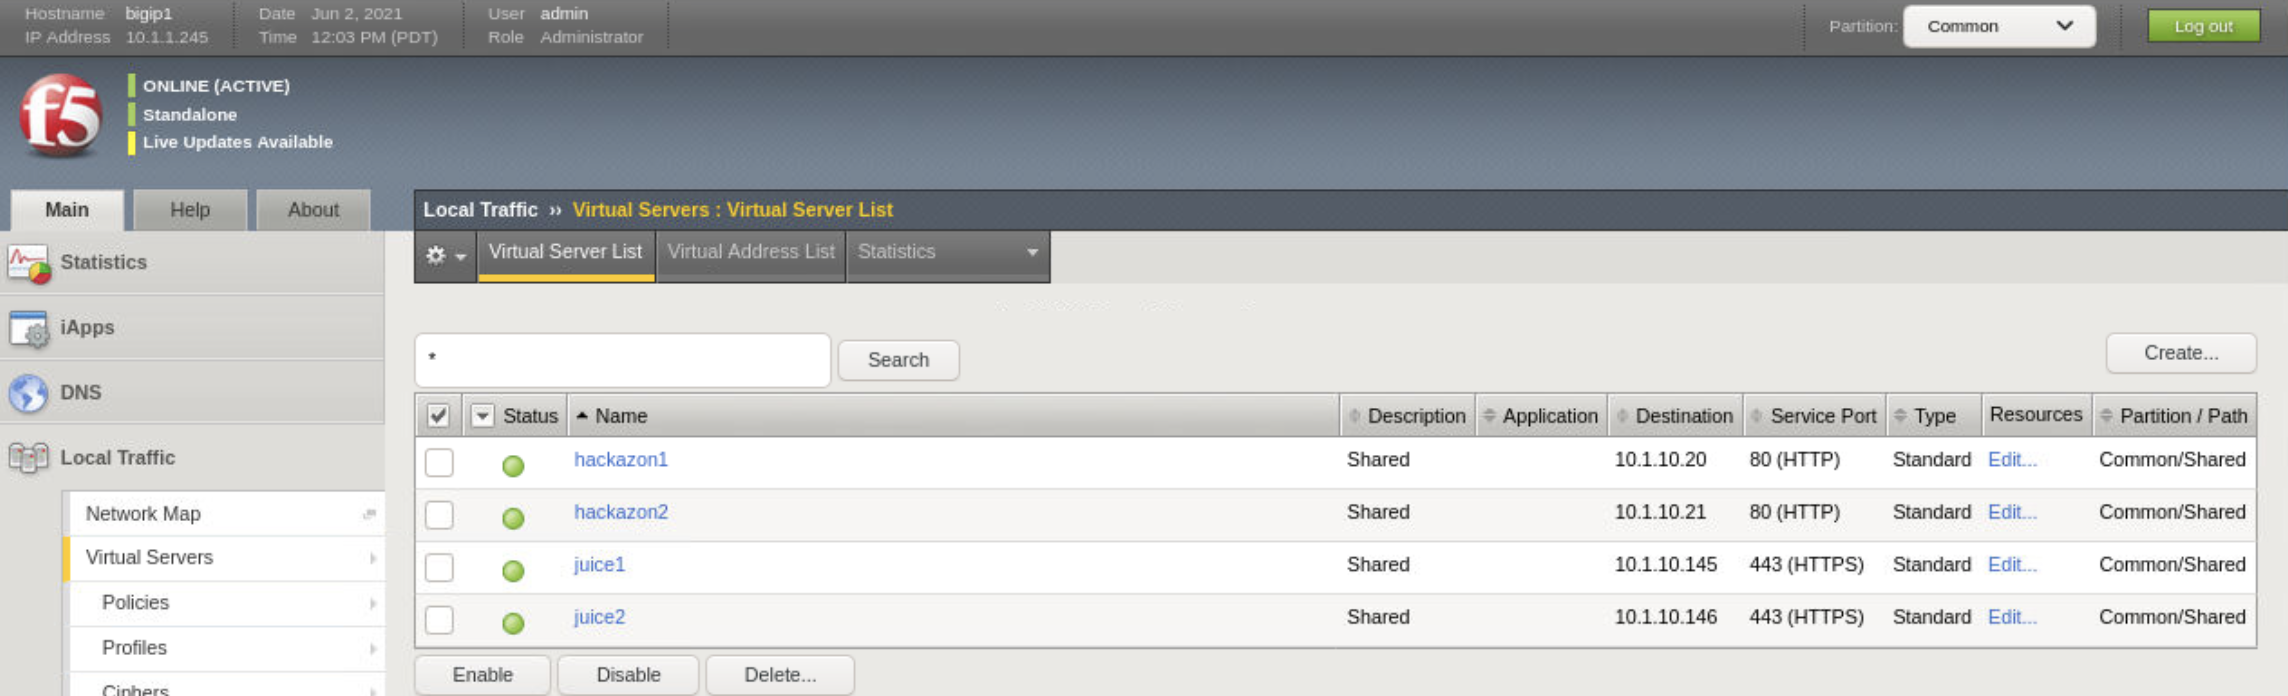 Hostname bigip1 Date Jun 2, 2021 User admin
IP Address 10.1.1.245 Time 12:03 PM (PDT) Role Administrator
Partition: Common Log out
f5
ONLINE (ACTIVE)
Standalone
Live Updates Available
Main Help About
Local Traffic ›› Virtual Servers : Virtual Server List
Virtual Server List Virtual Address List Statistics
Statistics
iApps
DNS
Local Traffic
Network Map
Virtual Servers
Policies
Profiles
Ciphers
* Search Create...
Status Name Description Application Destination Service Port Type Resources Partition / Path
hackazon1 Shared 10.1.10.20 80 (HTTP) Standard Edit... Common/Shared
hackazon2 Shared 10.1.10.21 80 (HTTP) Standard Edit... Common/Shared
juice1 Shared 10.1.10.145 443 (HTTPS) Standard Edit... Common/Shared
juice2 Shared 10.1.10.146 443 (HTTPS) Standard Edit... Common/Shared
Enable Disable Delete...